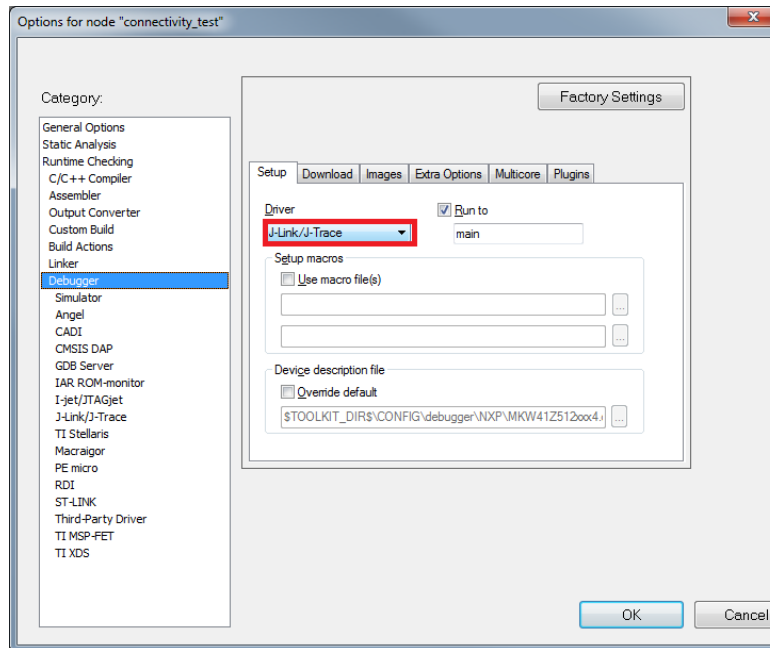 Options for node "connectivity_test"
Factory Settings
Category:
General Options
Static Analysis
Runtime Checking
C/C++ Compiler
Assembler
Output Converter
Custom Build
Build Actions
Linker
Debugger
Simulator
Angel
CADI
CMSIS DAP
GDB Server
IAR ROM-monitor
I-jet/JTAGjet
J-Link/J-Trace
TI Stellaris
Macraigor
PE micro
RDI
ST-LINK
Third-Party Driver
TI MSP-FET
TI XDS
Setup Download Images Extra Options Multicore Plugins
Driver
J-Link/J-Trace
Run to
main
Setup macros
Use macro file(s)
...
...
Device description file
Override default
$TOOLKIT_DIR$\CONFIG\debugger\NXP\MKW41Z512xxx4.
...
OK Cancel